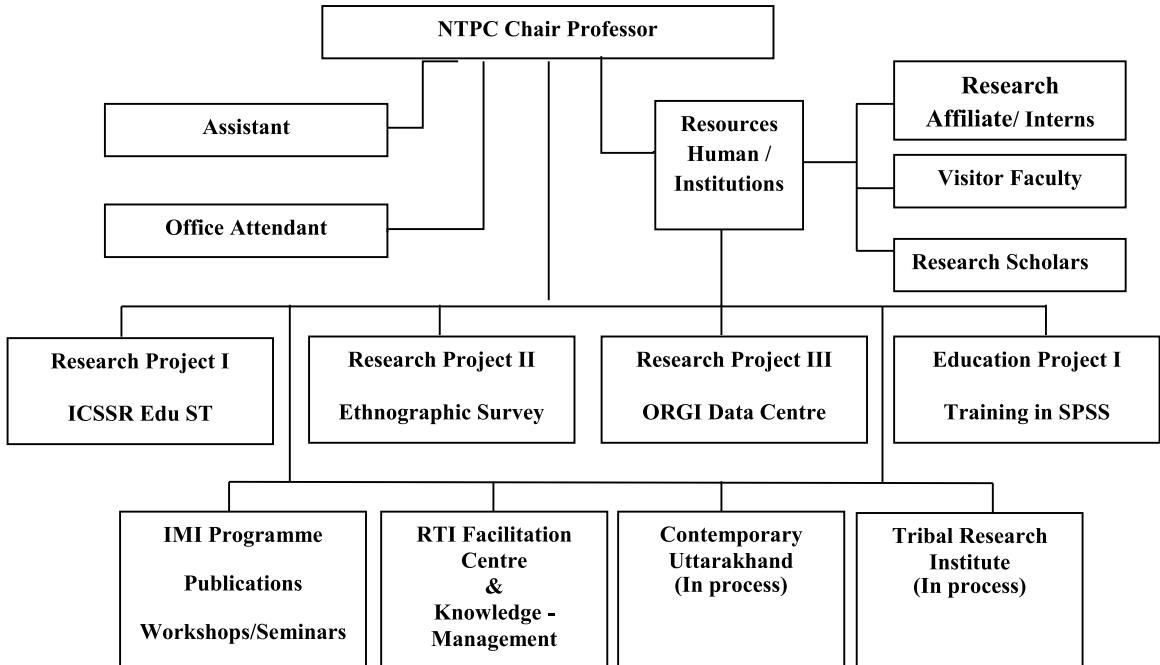 NTPC Chair Professor
Assistant
Office Attendant
Resources
Human /
Institutions
Research
Affiliate/ Interns
Visitor Faculty
Research Scholars
Research Project I
ICSSR Edu ST
Research Project II
Ethnographic Survey
Research Project III
ORGI Data Centre
Education Project I
Training in SPSS
IMI Programme
Publications
Workshops/Seminars
RTI Facilitation
Centre
&
Knowledge -
Management
Contemporary
Uttarakhand
(In process)
Tribal Research
Institute
(In process)